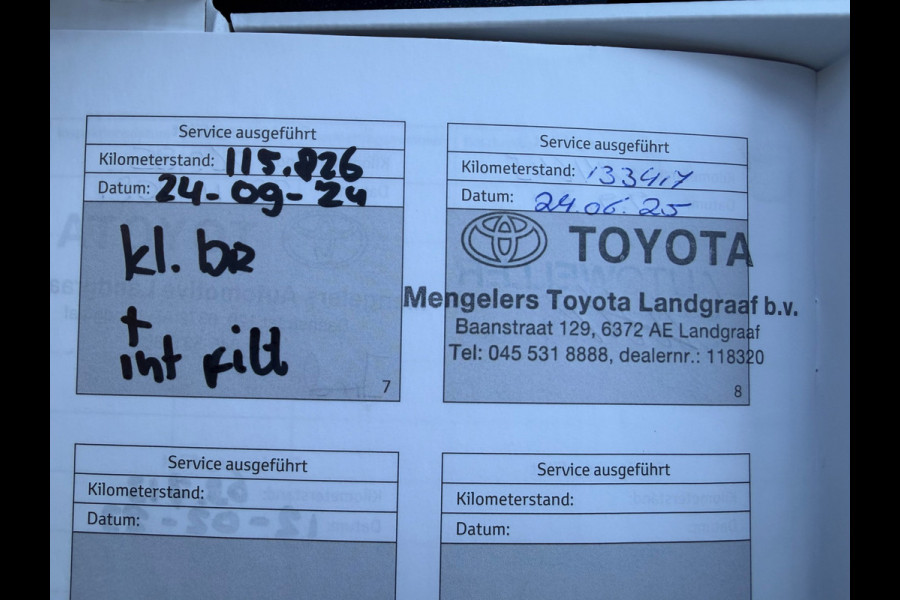 Service ausgeführt
Kilometerstand: 115.826
Datum: 24-09-24
kl. br
+
int filt
7
Service ausgeführt
Kilometerstand: 133417
Datum: 24.06.25
TOYOTA
Mengelers Toyota Landgraaf b.v.
Baanstraat 129, 6372 AE Landgraaf
Tel: 045 531 8888, dealernr.: 118320
8
Service ausgeführt
Kilometerstand:
Datum:
Service ausgeführt
Kilometerstand:
Datum: